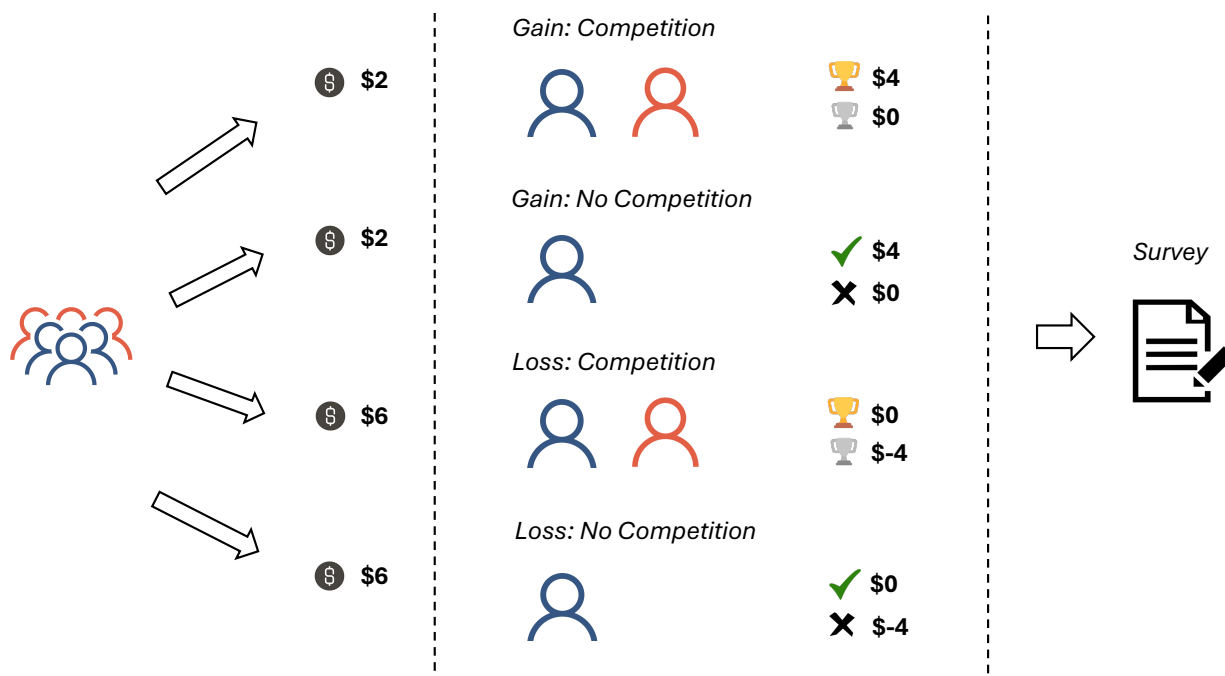 Gain: Competition
$2
$4
$0
Gain: No Competition
$2
$4
$0
Survey
Loss: Competition
$6
$0
$-4
Loss: No Competition
$6
$0
$-4